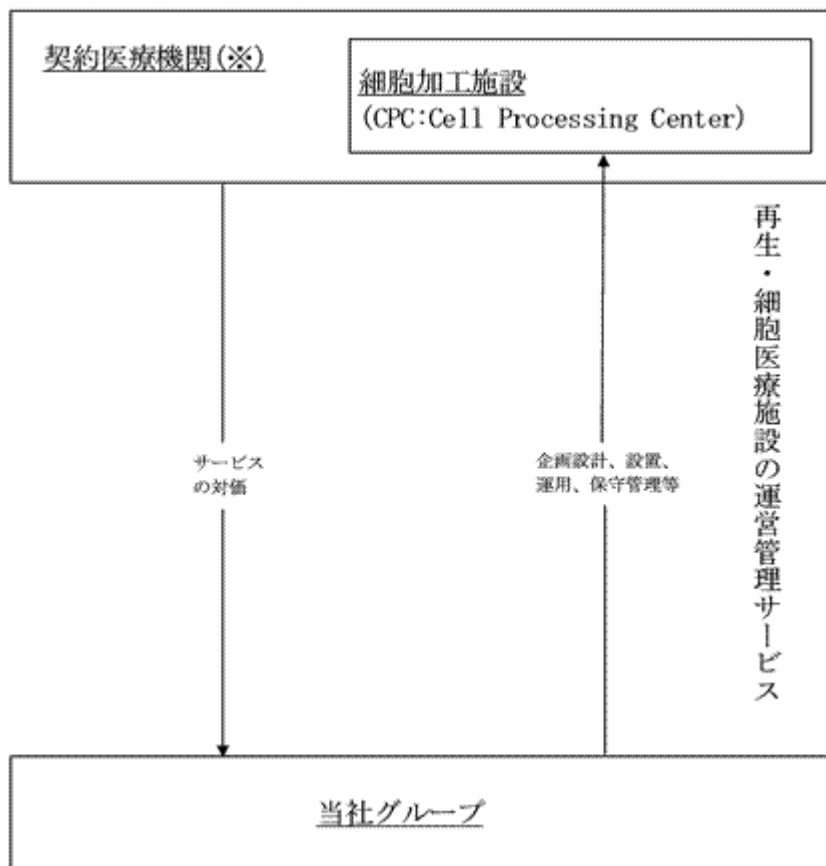 契約医療機関(※)
細胞加工施設
(CPC:Cell Processing Center)
再生・細胞医療施設の運営管理サービス
サービス
の対価
企画設計、設置、
運用、保守管理等
当社グループ